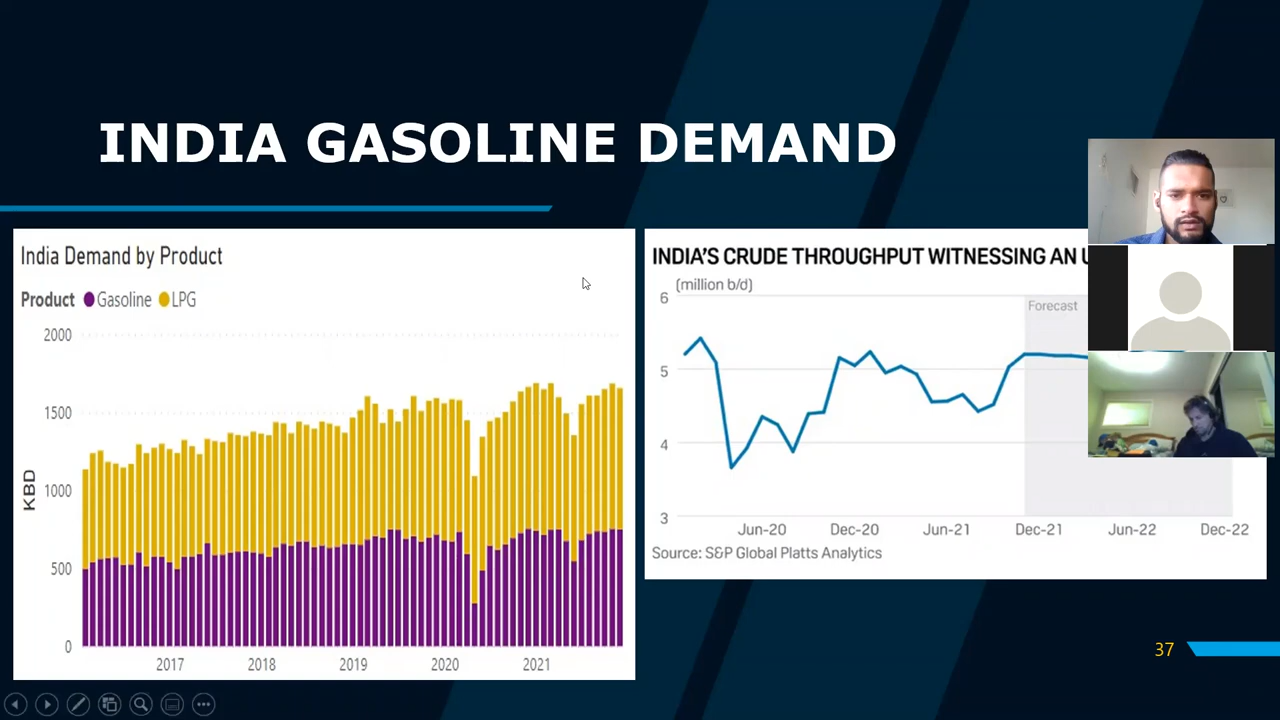 INDIA GASOLINE DEMAND
India Demand by Product
Product Gasoline LPG
2000
1500
1000
500
0
KBD
2017 2018 2019 2020 2021
INDIA'S CRUDE THROUGHPUT WITNESSING AN
(million b/d)
6
Forecast
5
4
3
Jun-20 Dec-20 Jun-21 Dec-21 Jun-22 Dec-22
Source: S&P Global Platts Analytics
37